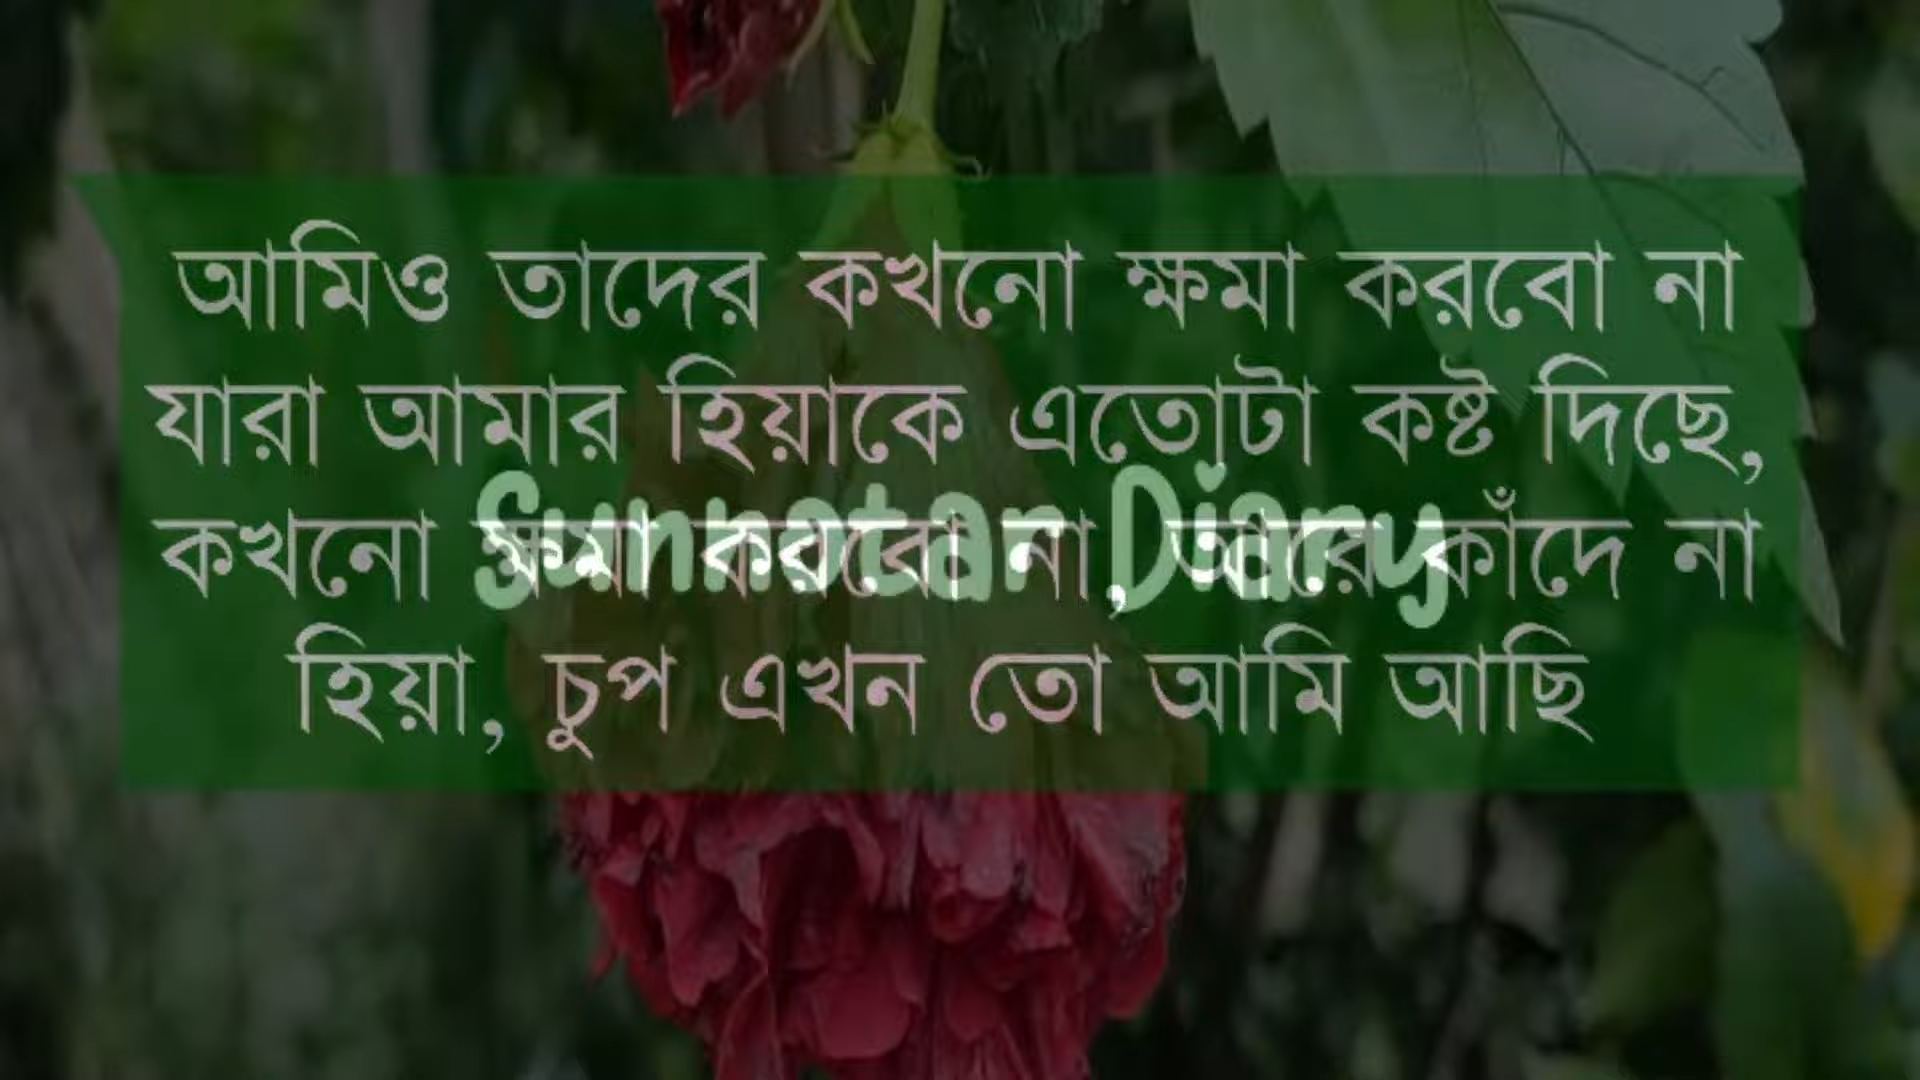 আমিও তাদের কখনো ক্ষমা করবো না
যারা আমার হিয়াকে এতোটা কষ্ট দিছে,
কখনো ক্ষমা করবো না, আরে কাঁদে না
Sunnatan Diary
হিয়া, চুপ এখন তো আমি আছি